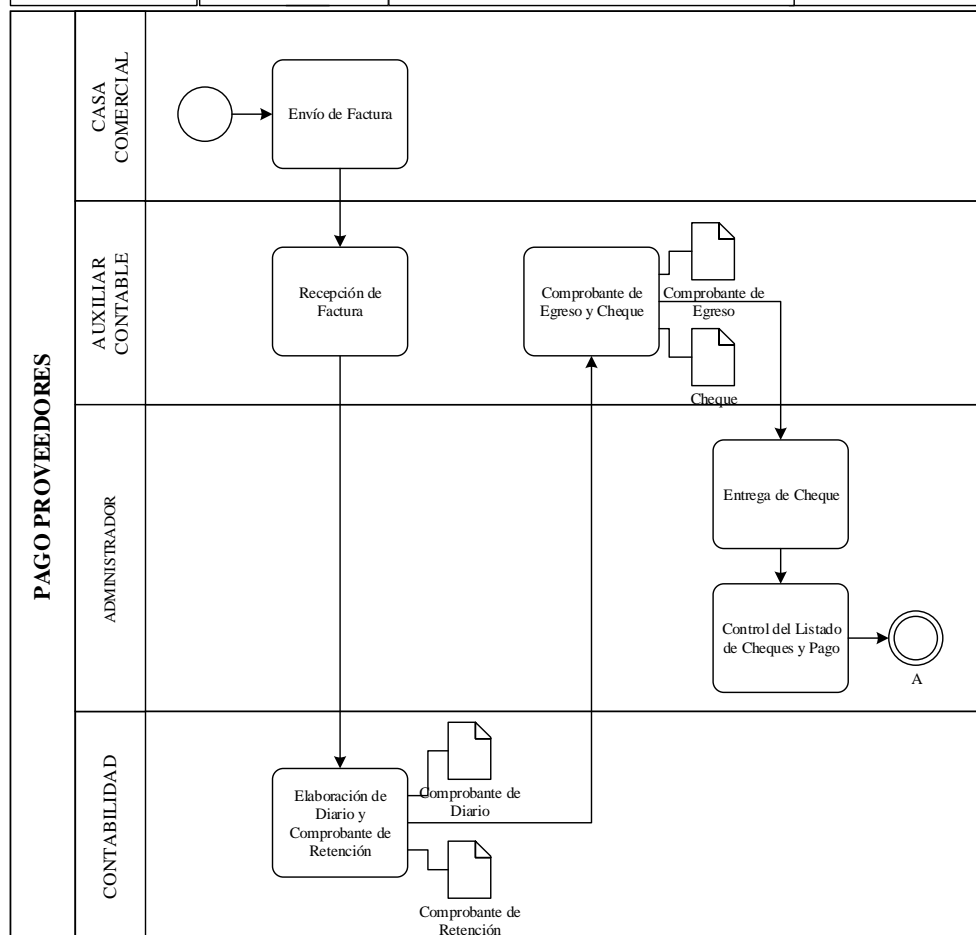 PAGO PROVEEDORES
CASA
COMERCIAL
Envío de Factura
AUXILIAR
CONTABLE
Recepción de
Factura
Comprobante de
Egreso y Cheque
Comprobante de
Egreso
Cheque
ADMINISTRADOR
Entrega de Cheque
Control del Listado
de Cheques y Pago
A
CONTABILIDAD
Elaboración de
Diario y
Comprobante de
Retención
Comprobante de
Diario
Comprobante de
Retención